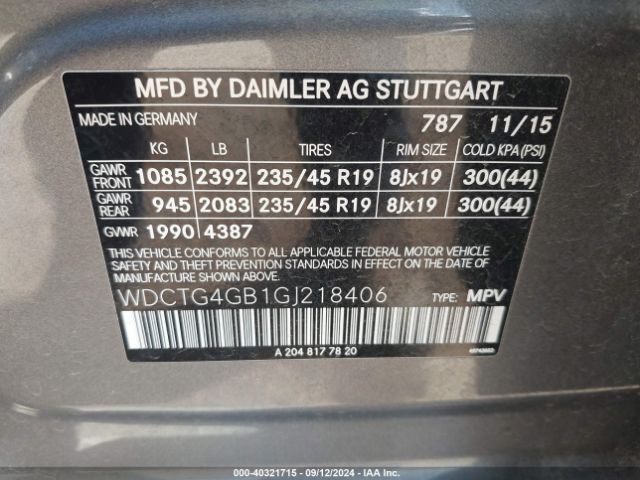 MFD BY DAIMLER AG STUTTGART
MADE IN GERMANY 787 11/15
KG LB TIRES RIM SIZE COLD KPA(PSI)
GAWR FRONT 1085 2392 235/45 R19 8Jx19 300(44)
GAWR REAR 945 2083 235/45 R19 8Jx19 300(44)
GVWR 1990 4387
THIS VEHICLE CONFORMS TO ALL APPLICABLE FEDERAL MOTOR VEHICLE
SAFETY AND THEFT PREVENTION STANDARDS IN EFFECT ON THE DATE
OF MANUFACTURE SHOWN ABOVE.
WDCTG4GB1GJ218406 TYPE: MPV
A 204 817 78 20
000-40321715 - 09/12/2024 - IAA Inc.